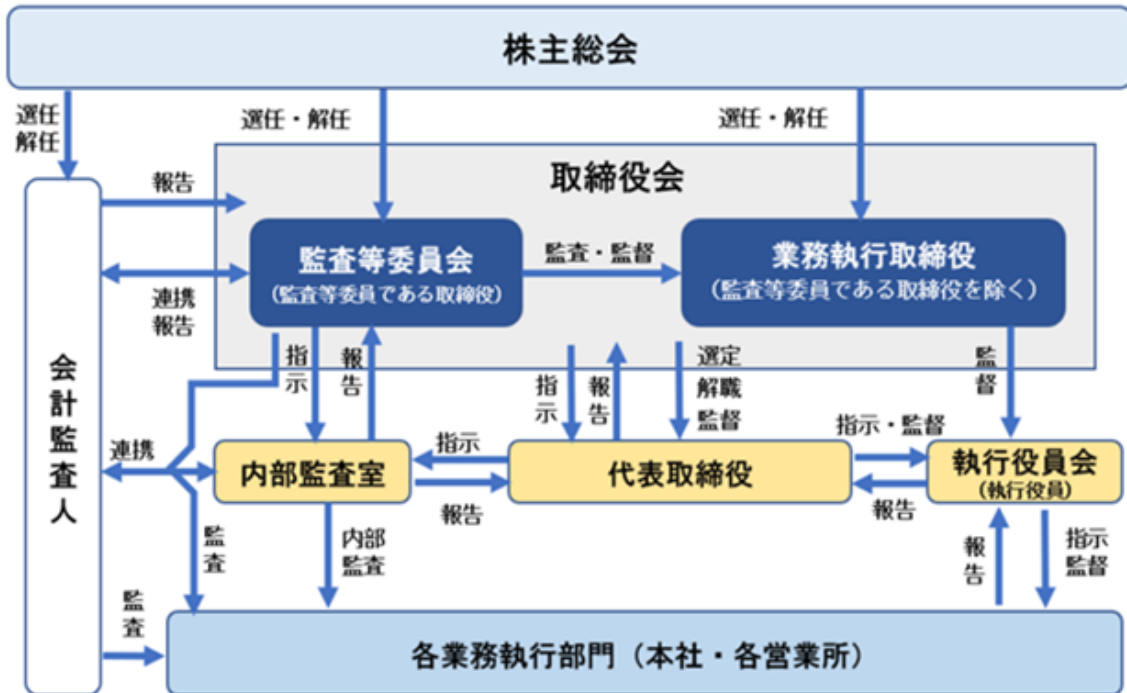 株主総会
選任
解任
選任・解任
選任・解任
取締役会
報告
監査等委員会
(監査等委員である取締役)
監査・監督
業務執行取締役
(監査等委員である取締役を除く)
連携
報告
指示
報告
指示
報告
選定
解職
監督
監督
会計監査人
連携
内部監査室
指示
報告
代表取締役
指示・監督
報告
執行役員会
(執行役員)
監査
内部
監査
報告
指示
監督
監査
各業務執行部門(本社・各営業所)